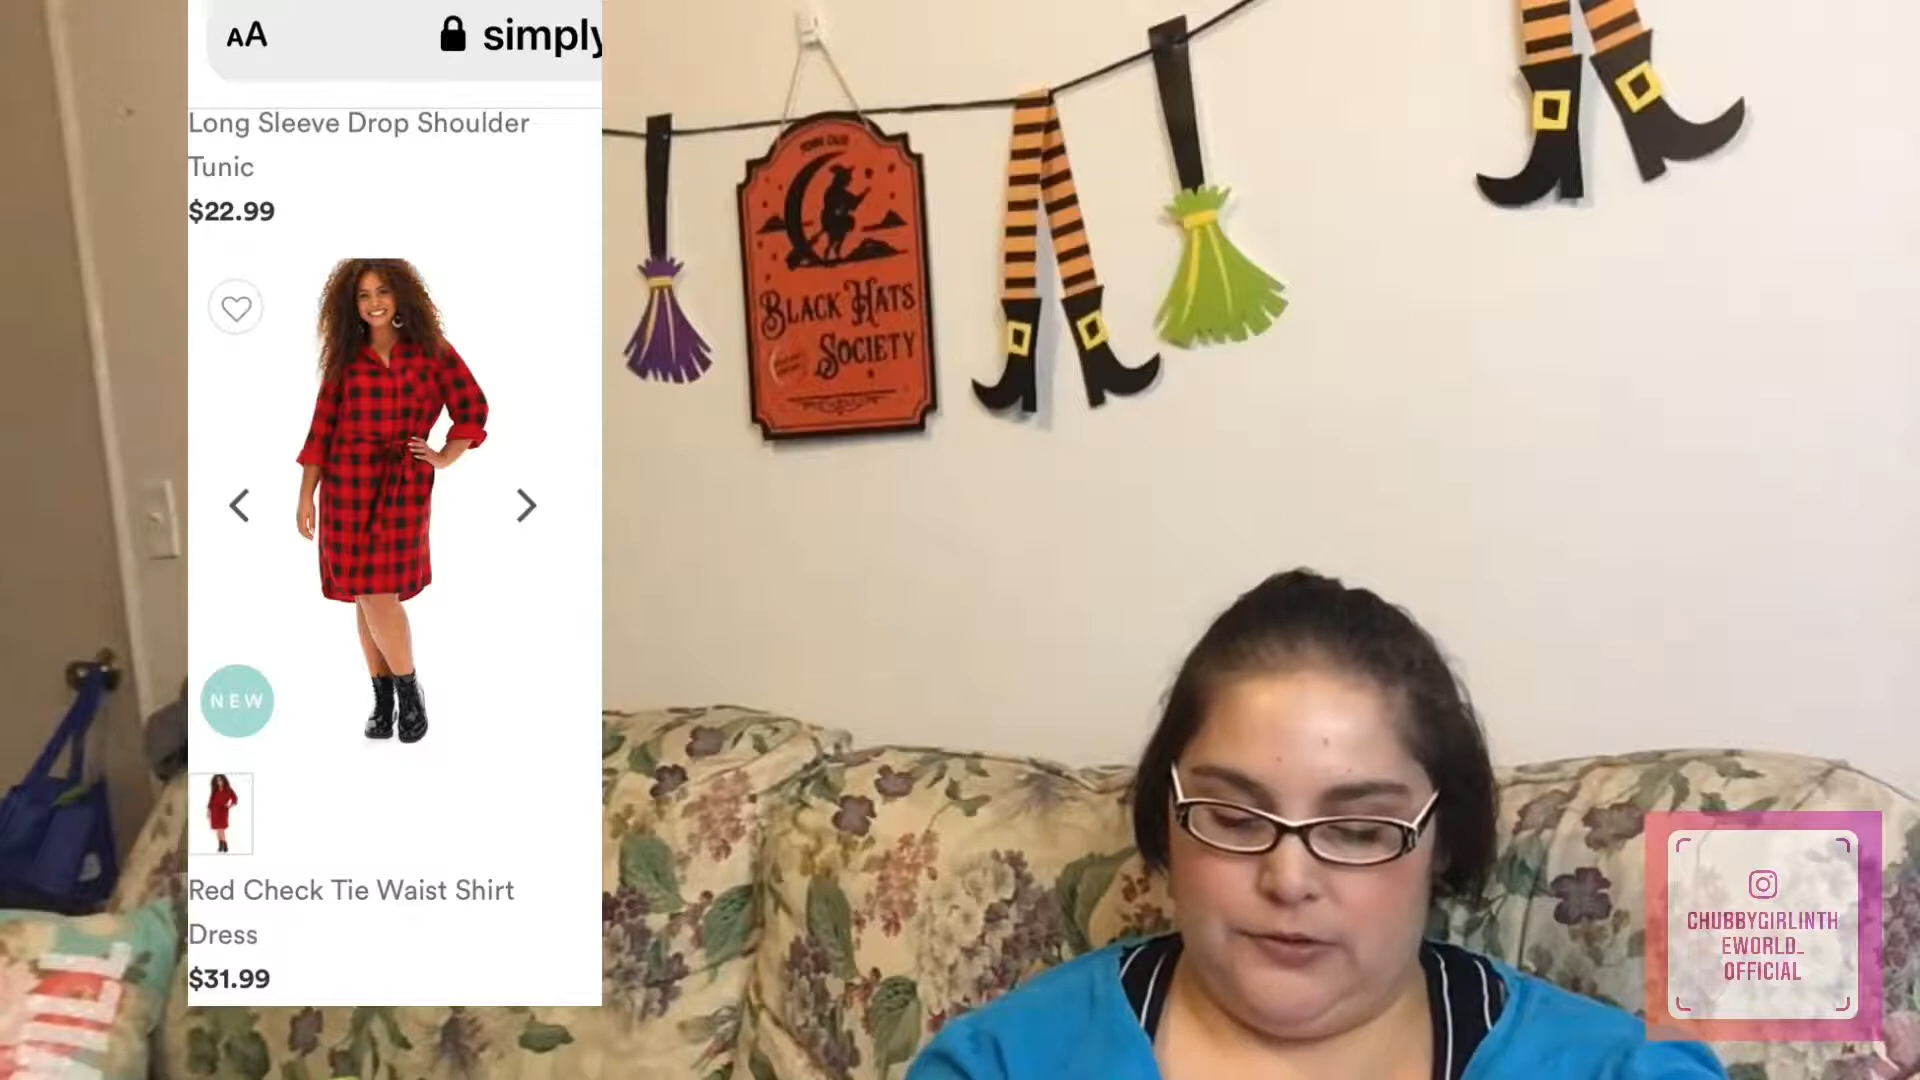 AA simply
Long Sleeve Drop Shoulder
Tunic
$22.99
NEW
Red Check Tie Waist Shirt
Dress
$31.99
BLACK HATS
SOCIETY
CHUBBYGIRLINTH
EWORLD_
OFFICIAL